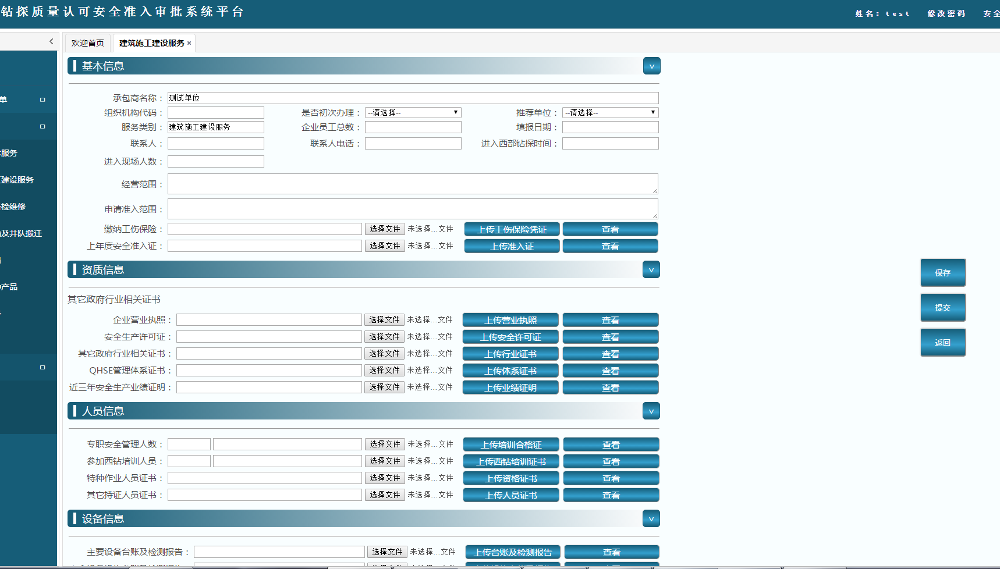 钻探质量认可安全准入审批系统平台
姓名：test 修改密码 安全
欢迎首页 建筑施工建设服务 ×
单
服务
建设服务
检维修
及井队搬迁
产品
基本信息
承包商名称： 测试单位
组织机构代码： 是否初次办理： --请选择-- 推荐单位： --请选择--
服务类别： 建筑施工建设服务 企业员工总数： 填报日期：
联系人： 联系人电话： 进入西部钻探时间：
进入现场人数：
经营范围：
申请准入范围：
缴纳工伤保险： 选择文件 未选择...文件 上传工伤保险凭证 查看
上年度安全准入证： 选择文件 未选择...文件 上传准入证 查看
资质信息
其它政府行业相关证书
企业营业执照： 选择文件 未选择...文件 上传营业执照 查看
安全生产许可证： 选择文件 未选择...文件 上传安全许可证 查看
其它政府行业相关证书： 选择文件 未选择...文件 上传行业证书 查看
QHSE管理体系证书： 选择文件 未选择...文件 上传体系证书 查看
近三年安全生产业绩证明： 选择文件 未选择...文件 上传业绩证明 查看
人员信息
专职安全管理人数： 选择文件 未选择...文件 上传培训合格证 查看
参加西钻培训人员： 选择文件 未选择...文件 上传西钻培训证书 查看
特种作业人员证书： 选择文件 未选择...文件 上传资格证书 查看
其它持证人员证书： 选择文件 未选择...文件 上传人员证书 查看
设备信息
主要设备台账及检测报告： 选择文件 未选择...文件 上传台账及检测报告 查看
保存
提交
返回